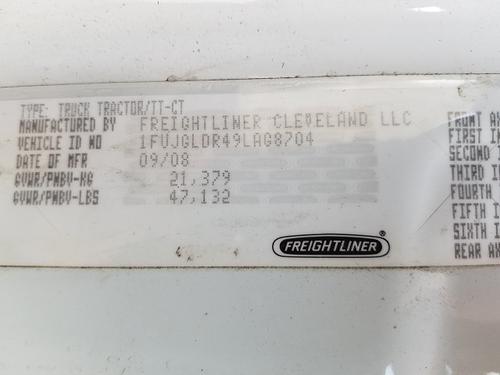 TYPE: TRUCK TRACTOR/TT-CT
MANUFACTURED BY FREIGHTLINER CLEVELAND LLC
VEHICLE ID NO 1FUJGLDR49LAG8704
DATE OF MFR 09/08
GVWR/PNBV-KG 21,379
GVWR/PNBV-LBS 47,132
FREIGHTLINER®
FRONT AX
FIRST I
SECOND I
THIRD I
FOURTH
FIFTH I
SIXTH I
REAR AX